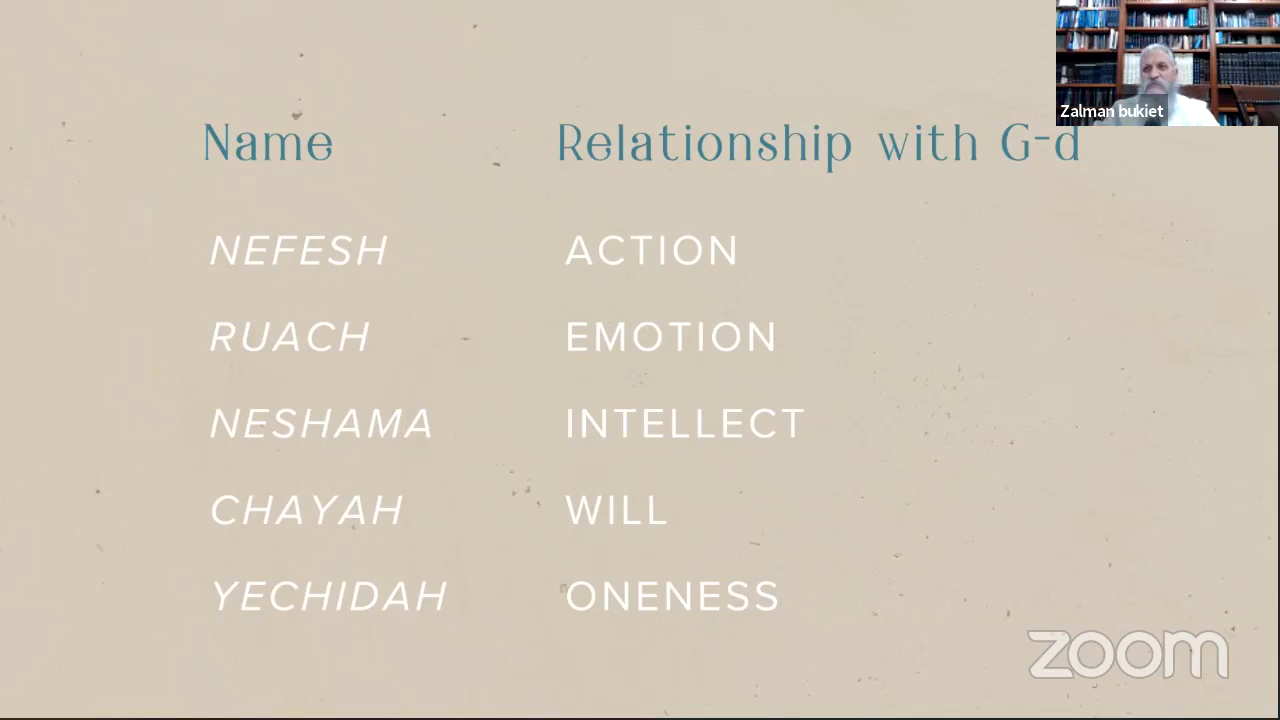 Zalman bukiet
Name Relationship with G-d
NEFESH ACTION
RUACH EMOTION
NESHAMA INTELLECT
CHAYAH WILL
YECHIDAH ONENESS
zoom